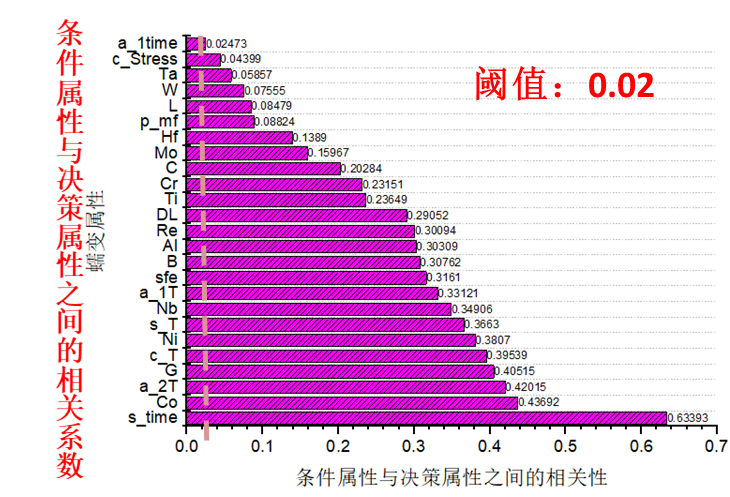 条件属性与决策属性之间的相关系数
蠕变属性
阈值：0.02
a_1time 0.02473
c_Stress 0.04399
Ta 0.05857
W 0.07555
L 0.08479
p_mf 0.08824
Hf 0.1389
Mo 0.15967
C 0.20284
Cr 0.23151
Ti 0.23649
DL 0.29052
Re 0.30094
Al 0.30309
B 0.30762
sfe 0.3161
a_1T 0.33121
Nb 0.34906
s_T 0.3663
Ni 0.3807
c_T 0.39539
G 0.40515
a_2T 0.42015
Co 0.43692
s_time 0.63393
0.0 0.1 0.2 0.3 0.4 0.5 0.6 0.7
条件属性与决策属性之间的相关性